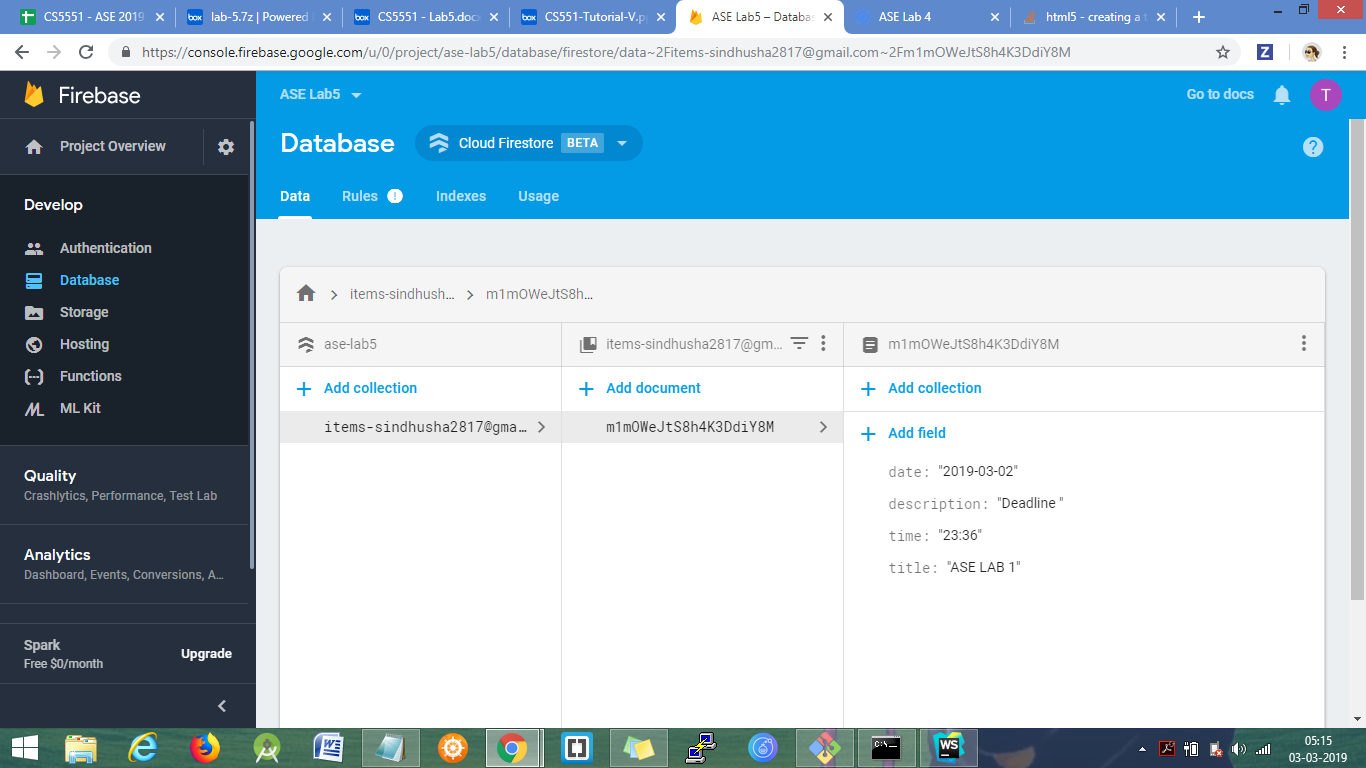 CS5551 - ASE 2019
lab-5.7z | Powered
CS5551 - Lab5.doc
CS551-Tutorial-V.p
ASE Lab5 – Databas
ASE Lab 4
html5 - creating a t
https://console.firebase.google.com/u/0/project/ase-lab5/database/firestore/data~2Fitems-sindhusha2817@gmail.com~2Fm1mOWeJtS8h4K3DdiY8M
Z
Firebase
ASE Lab5
Go to docs
T
Project Overview
Database
Cloud Firestore BETA
?
Data
Rules !
Indexes
Usage
Develop
Authentication
Database
Storage
Hosting
Functions
ML Kit
Quality
Crashlytics, Performance, Test Lab
Analytics
Dashboard, Events, Conversions, A...
Spark
Free $0/month
Upgrade
items-sindhush...
m1mOWeJtS8h...
ase-lab5
items-sindhusha2817@gm...
m1mOWeJtS8h4K3DdiY8M
Add collection
Add document
Add collection
items-sindhusha2817@gma...
m1mOWeJtS8h4K3DdiY8M
Add field
date: "2019-03-02"
description: "Deadline "
time: "23:36"
title: "ASE LAB 1"
WS
05:15
03-03-2019